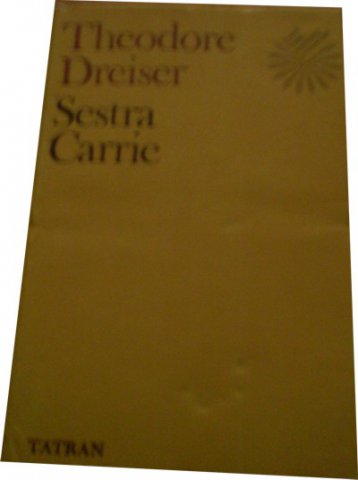 Theodore
Dreiser
Sestra
Carrie
TATRAN